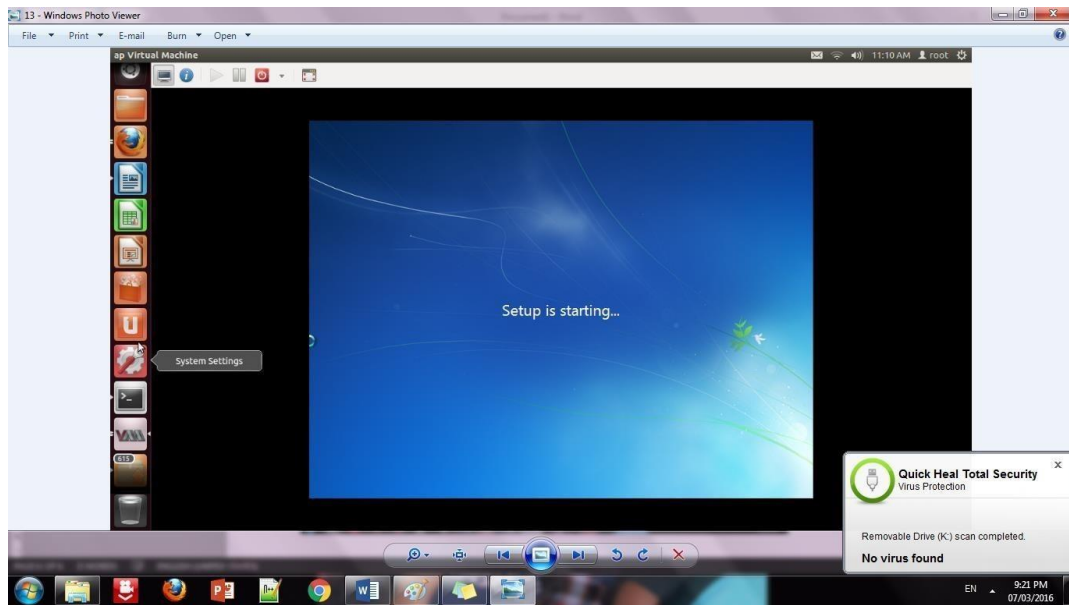 13 - Windows Photo Viewer
File Print E-mail Burn Open
ap Virtual Machine
11:10 AM root
Setup is starting...
U
System Settings
>_
VMM
615
Quick Heal Total Security
Virus Protection
Removable Drive (K:) scan completed.
No virus found
EN
9:21 PM
07/03/2016